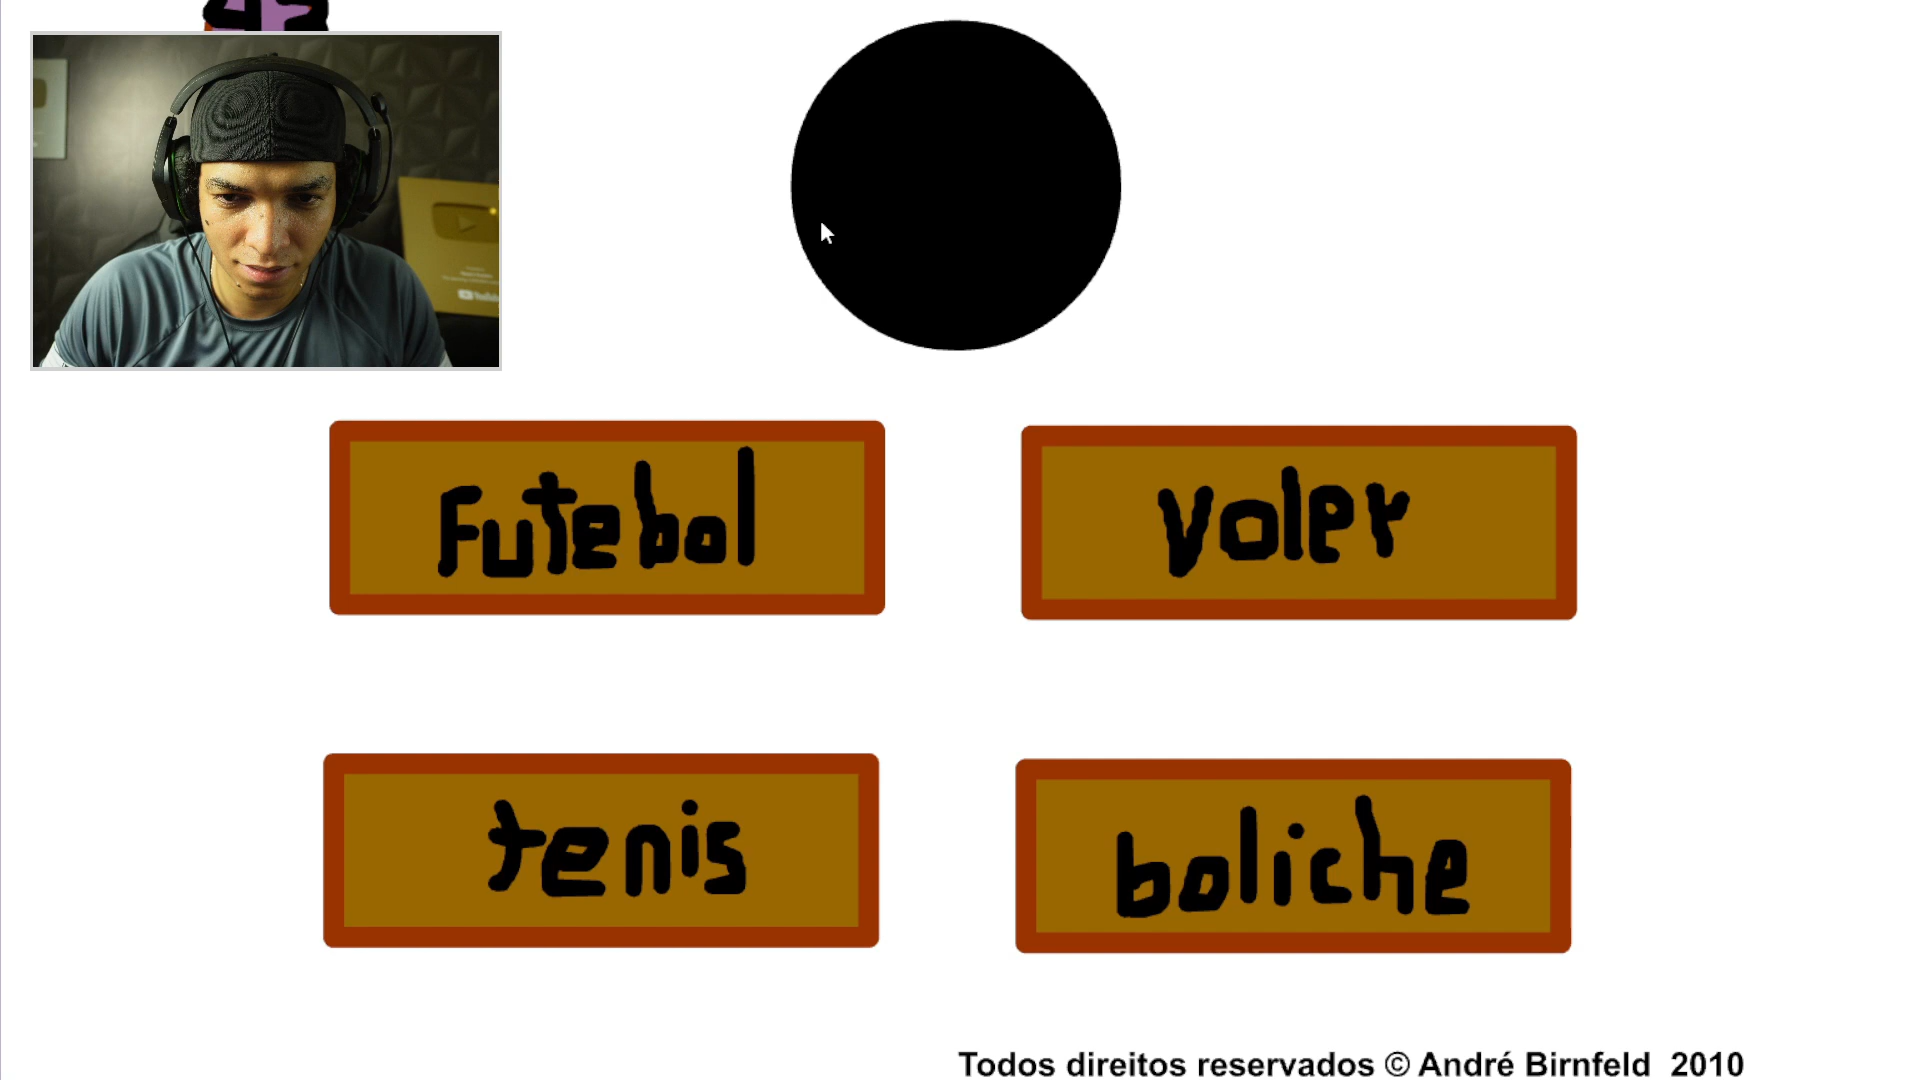 Futebol
voler
tenis
boliche
Todos direitos reservados © André Birnfeld 2010